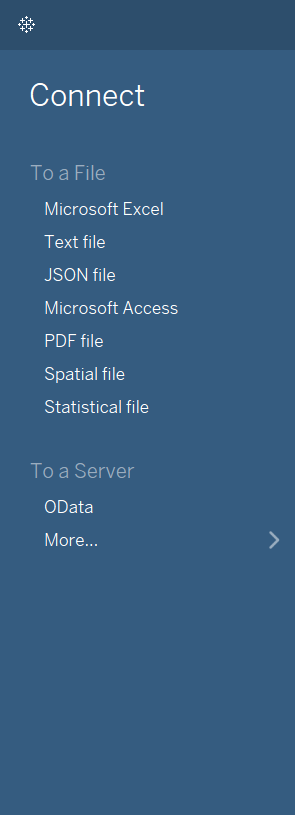 Connect
To a File
Microsoft Excel
Text file
JSON file
Microsoft Access
PDF file
Spatial file
Statistical file
To a Server
OData
More...